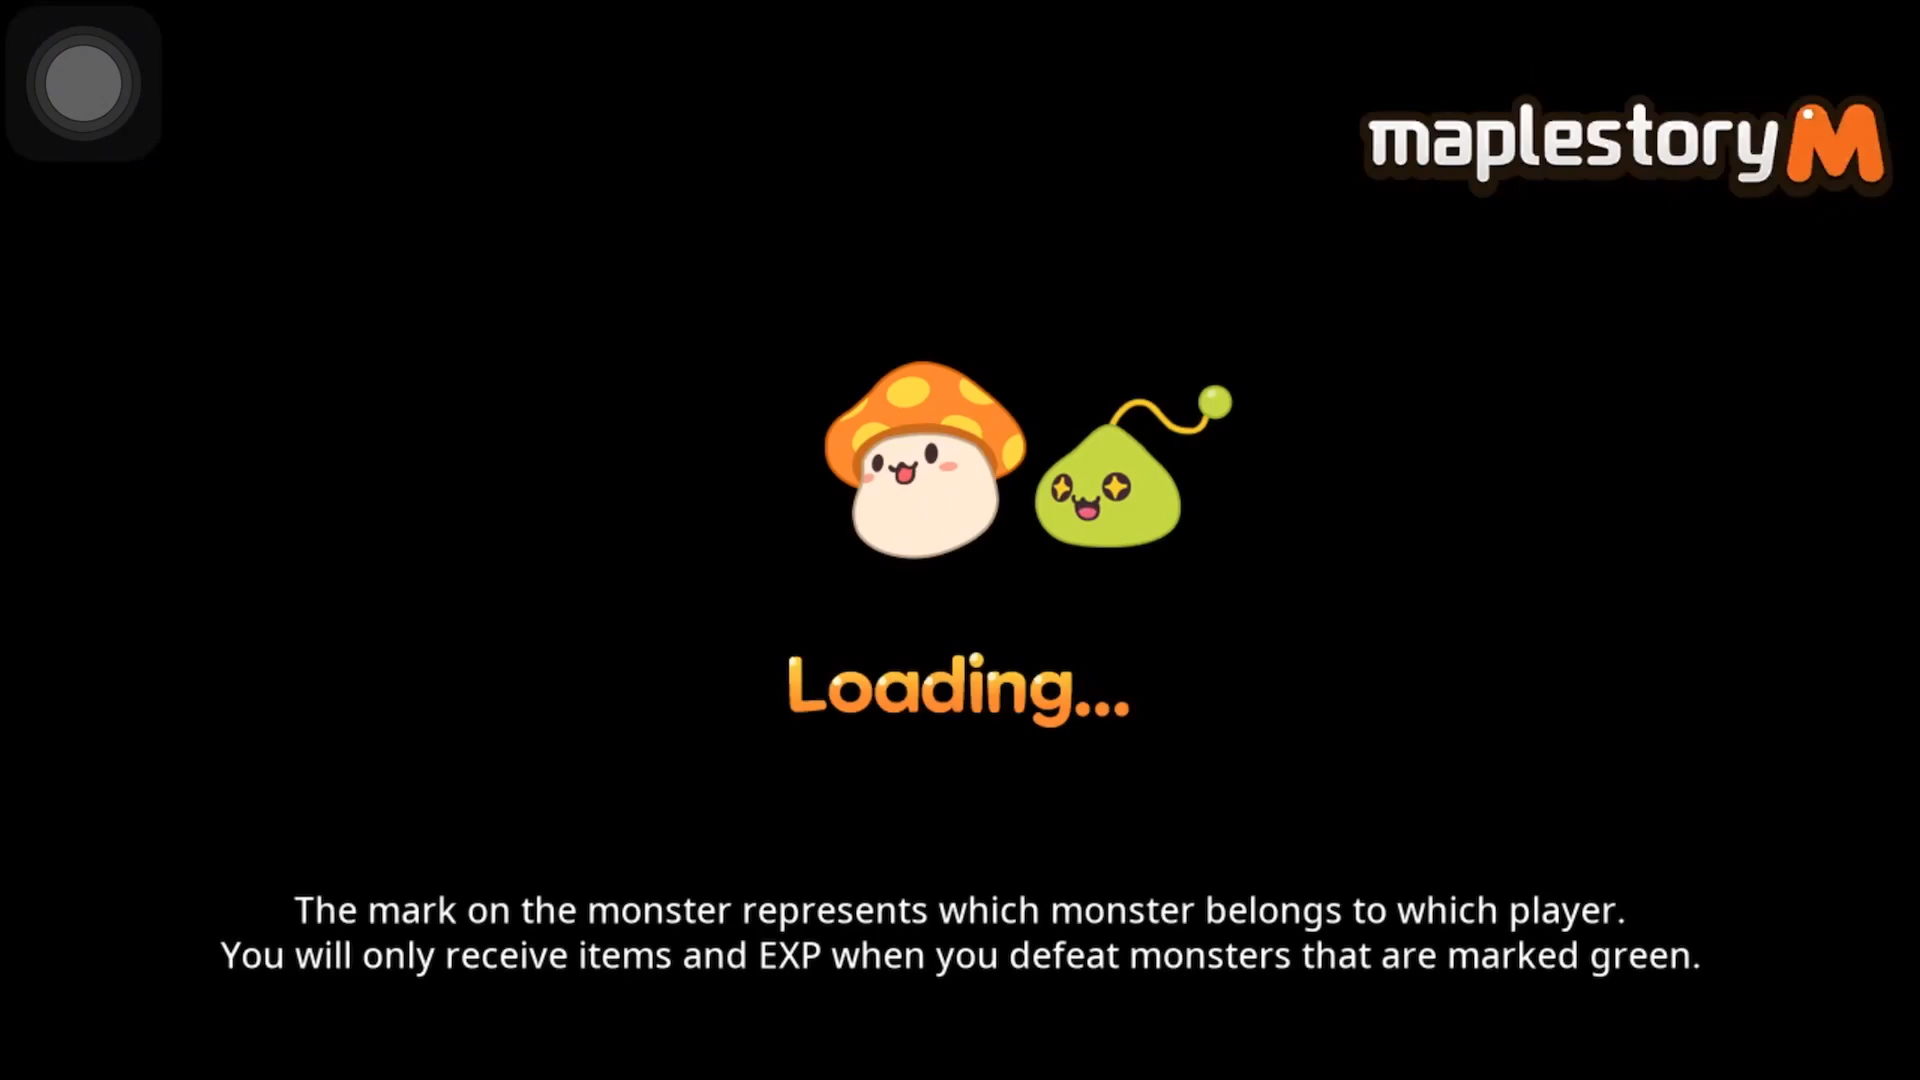 maplestory M
Loading...
The mark on the monster represents which monster belongs to which player.
You will only receive items and EXP when you defeat monsters that are marked green.